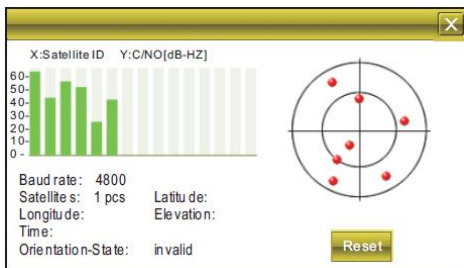 X
X:Satellite ID Y:C/NO[dB-HZ]
60-
50-
40-
30-
20-
10-
0-
Baud rate: 4800
Satellites: 1 pcs Latitude:
Longitude: Elevation:
Time:
Orientation-State: invalid
Reset